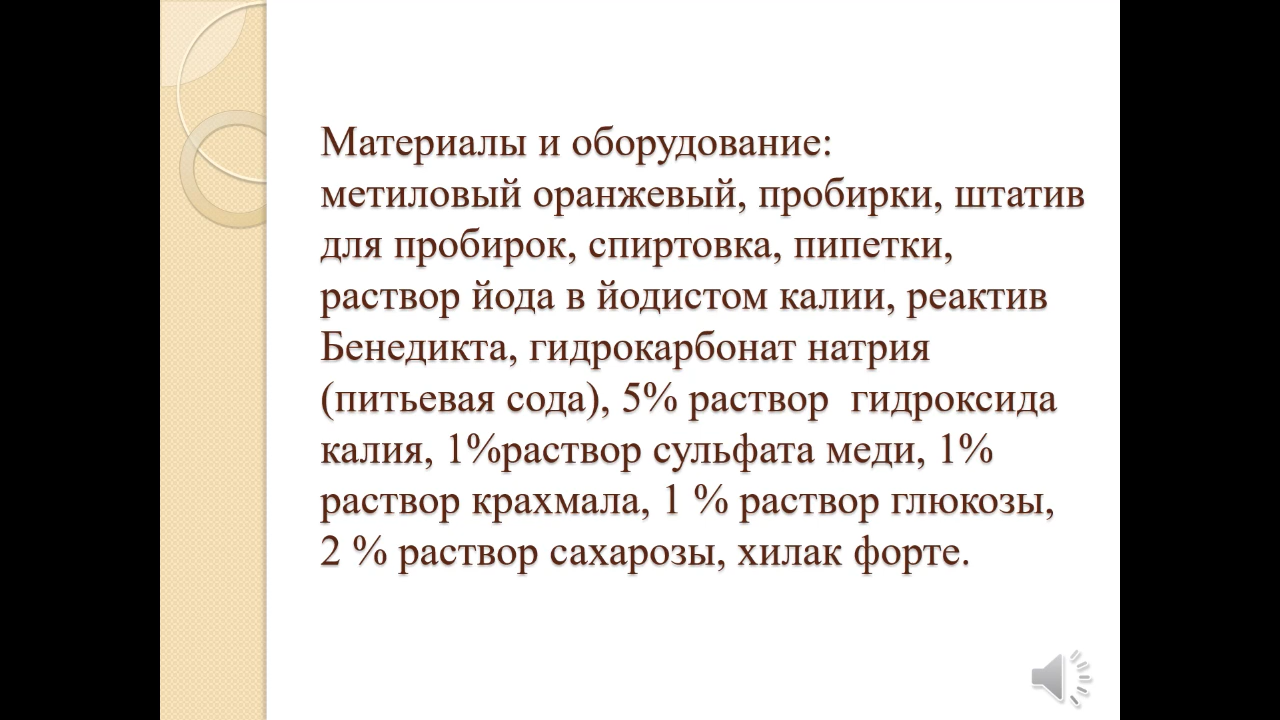 Материалы и оборудование:
метиловый оранжевый, пробирки, штатив
для пробирок, спиртовка, пипетки,
раствор йода в йодистом калии, реактив
Бенедикта, гидрокарбонат натрия
(питьевая сода), 5% раствор  гидроксида
калия, 1%раствор сульфата меди, 1%
раствор крахмала, 1 % раствор глюкозы,
2 % раствор сахарозы, хилак форте.